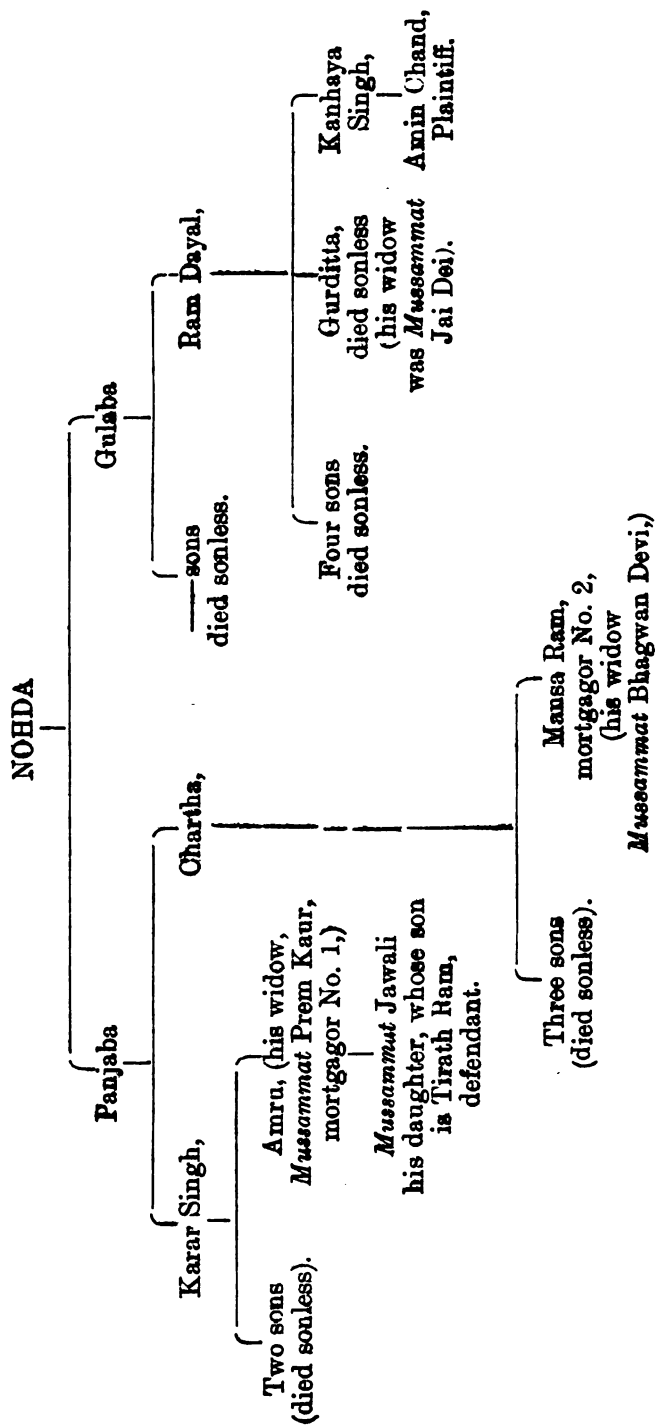 NOHDA
Panjaba
Gulaba
Karar Singh,
Chartha,
—— sons
died sonless.
Ram Dayal,
Two sons
(died sonless).
Amru, (his widow,
Mussammat Prem Kaur,
mortgagor No. 1,)
Mussammut Jawali
his daughter, whose son
is Tirath Ram,
defendant.
Three sons
(died sonless).
Mansa Ram,
mortgagor No. 2,
(his widow
Mussammat Bhagwan Devi,)
Four sons
died sonless.
Gurditta,
died sonless
(his widow
was Mussammat
Jai Dei).
Kanhaya
Singh,
Amin Chand,
Plaintiff.